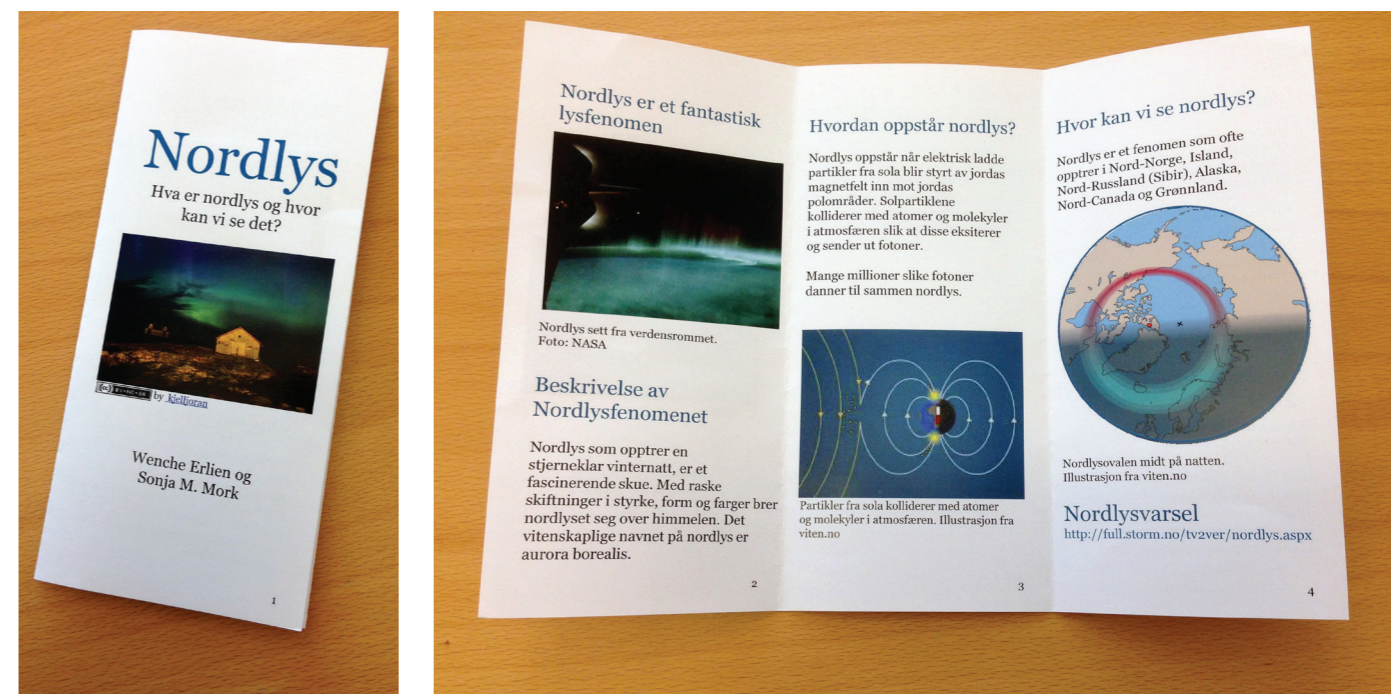 Nordlys
Hva er nordlys og hvor
kan vi se det?
by kjelljoran
Wenche Erlien og
Sonja M. Mork
1
Nordlys er et fantastisk
lysfenomen
Nordlys sett fra verdensrommet.
Foto: NASA
Beskrivelse av
Nordlysfenomenet
Nordlys som opptrer en
stjerneklar vinternatt, er et
fascinerende skue. Med raske
skiftninger i styrke, form og farger brer
nordlyset seg over himmelen. Det
vitenskaplige navnet på nordlys er
aurora borealis.
2
Hvordan oppstår nordlys?
Nordlys oppstår når elektrisk ladde
partikler fra sola blir styrt av jordas
magnetfelt inn mot jordas
polområder. Solpartiklene
kolliderer med atomer og molekyler
i atmosfæren slik at disse eksiterer
og sender ut fotoner.
Mange millioner slike fotoner
danner til sammen nordlys.
Partikler fra sola kolliderer med atomer
og molekyler i atmosfæren. Illustrasjon fra
viten.no
3
Hvor kan vi se nordlys?
Nordlys er et fenomen som ofte
opptrer i Nord-Norge, Island,
Nord-Russland (Sibir), Alaska,
Nord-Canada og Grønnland.
Nordlysovalen midt på natten.
Illustrasjon fra viten.no
Nordlysvarsel
http://full.storm.no/tv2ver/nordlys.aspx
4